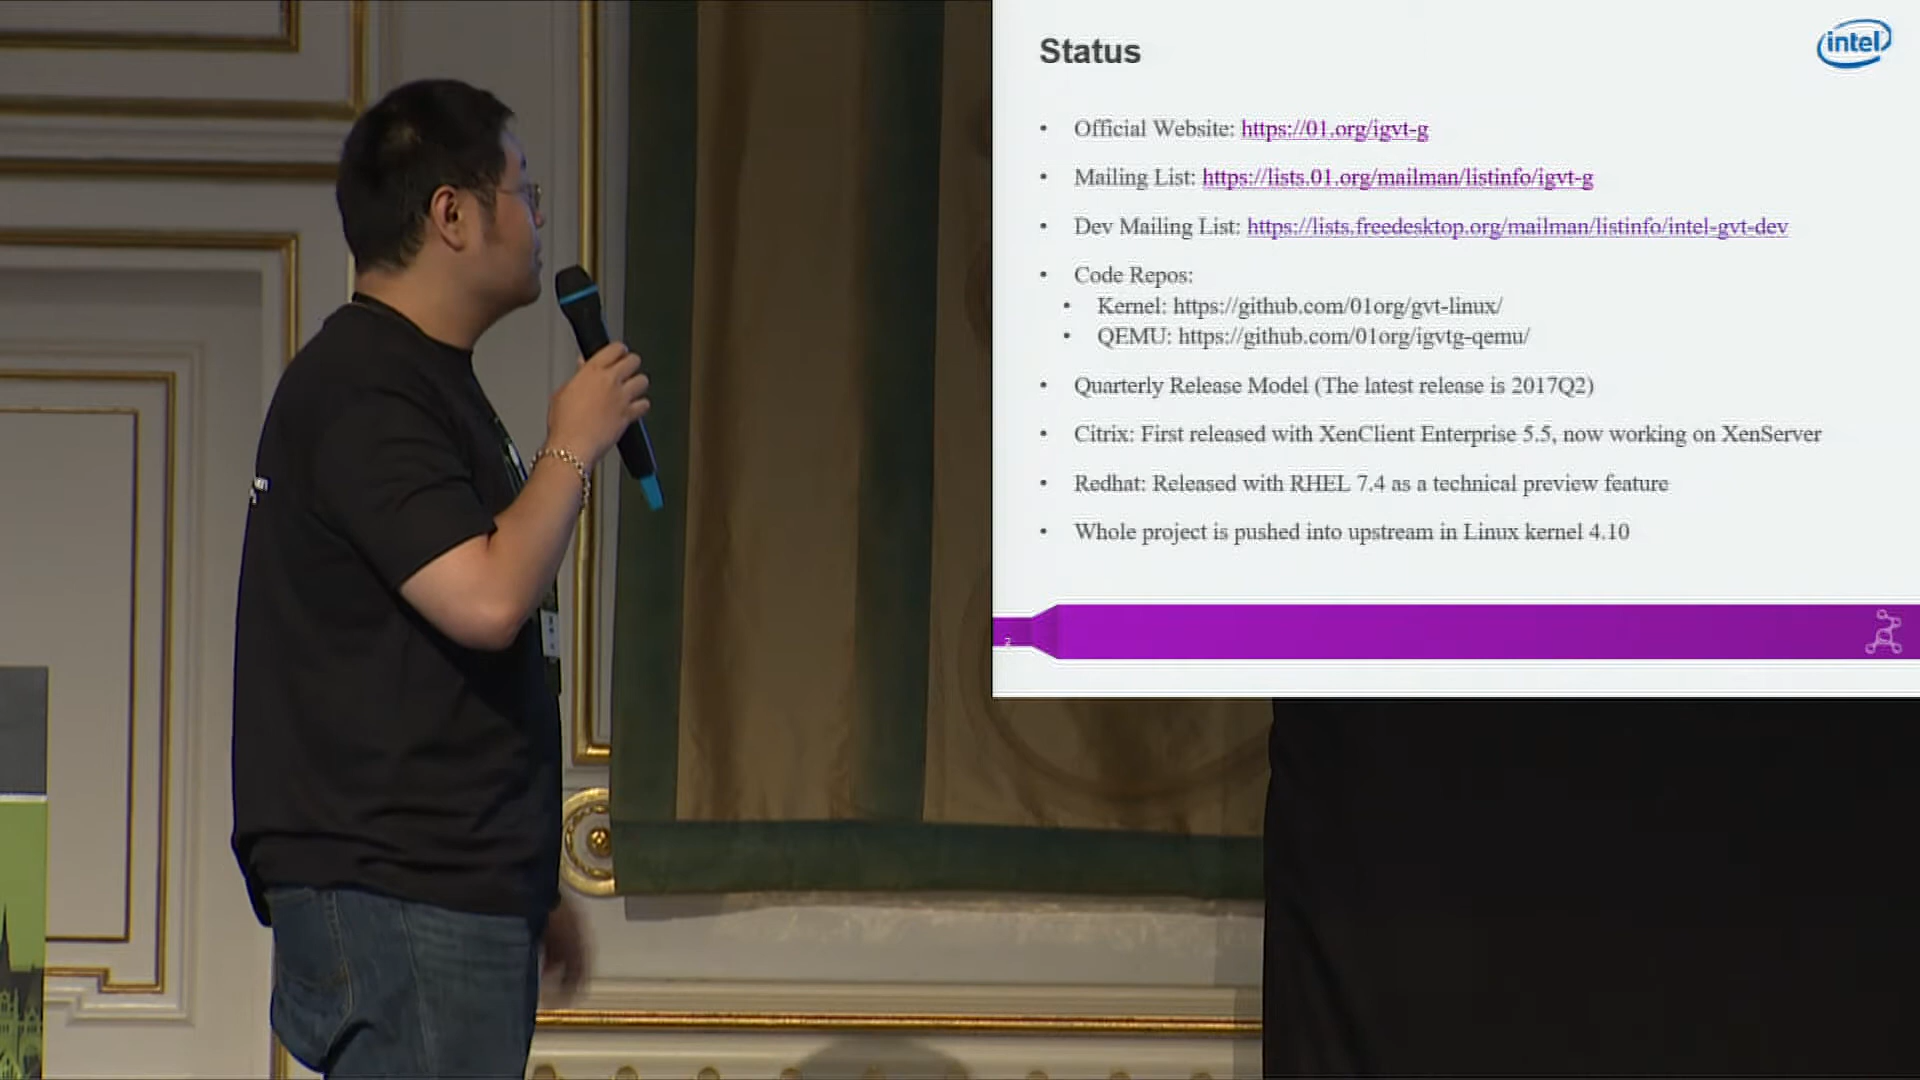 Status
intel
• Official Website: https://01.org/igvt-g
• Mailing List: https://lists.01.org/mailman/listinfo/igvt-g
• Dev Mailing List: https://lists.freedesktop.org/mailman/listinfo/intel-gvt-dev
• Code Repos:
• Kernel: https://github.com/01org/gvt-linux/
• QEMU: https://github.com/01org/igvtg-qemu/
• Quarterly Release Model (The latest release is 2017Q2)
• Citrix: First released with XenClient Enterprise 5.5, now working on XenServer
• Redhat: Released with RHEL 7.4 as a technical preview feature
• Whole project is pushed into upstream in Linux kernel 4.10
2